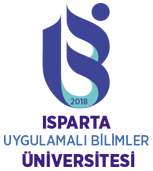 2018
ISPARTA
UYGULAMALI BİLİMLER
ÜNİVERSİTESİ